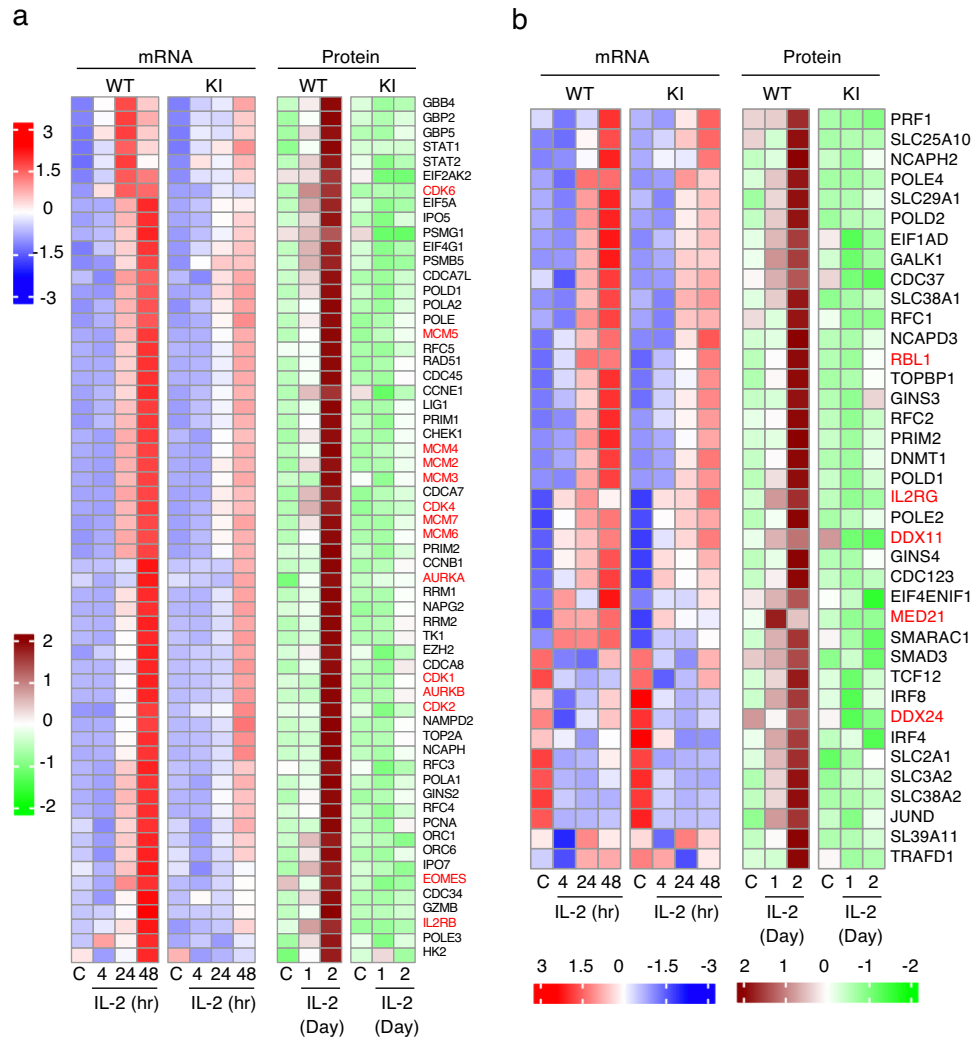 a
mRNA
Protein
WT
KI
WT
KI
3
1.5
0
-1.5
-3
2
1
0
-1
-2
GBB4
GBP2
GBP5
STAT1
STAT2
EIF2AK2
CDK6
EIF5A
IPO5
PSMG1
EIF4G1
PSMB5
CDCA7L
POLD1
POLA2
POLE
MCM5
RFC5
RAD51
CDC45
CCNE1
LIG1
PRIM1
CHEK1
MCM4
MCM2
MCM3
CDCA7
CDK4
MCM7
MCM6
PRIM2
CCNB1
AURKA
RRM1
NAPG2
RRM2
TK1
EZH2
CDCA8
CDK1
AURKB
CDK2
NAMPD2
TOP2A
NCAPH
RFC3
POLA1
GINS2
RFC4
PCNA
ORC1
ORC6
IPO7
EOMES
CDC34
GZMB
IL2RB
POLE3
HK2
C 4 24 48 C 4 24 48 C 1 2 C 1 2
IL-2 (hr) IL-2 (hr) IL-2 IL-2
(Day) (Day)
b
mRNA
Protein
WT
KI
WT
KI
PRF1
SLC25A10
NCAPH2
POLE4
SLC29A1
POLD2
EIF1AD
GALK1
CDC37
SLC38A1
RFC1
NCAPD3
RBL1
TOPBP1
GINS3
RFC2
PRIM2
DNMT1
POLD1
IL2RG
POLE2
DDX11
GINS4
CDC123
EIF4ENIF1
MED21
SMARAC1
SMAD3
TCF12
IRF8
DDX24
IRF4
SLC2A1
SLC3A2
SLC38A2
JUND
SL39A11
TRAFD1
C 4 24 48 C 4 24 48 C 1 2 C 1 2
IL-2 (hr) IL-2 (hr) IL-2 IL-2
(Day) (Day)
3 1.5 0 -1.5 -3
2 1 0 -1 -2